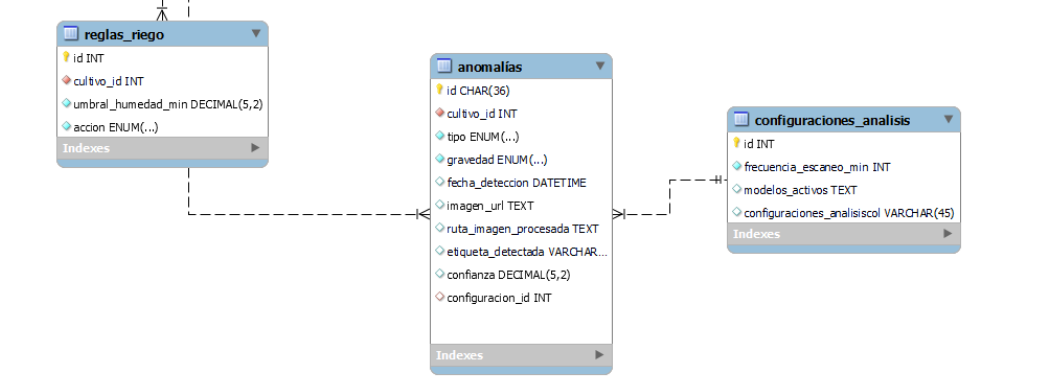 reglas_riego
id INT
cultivo_id INT
umbral_humedad_min DECIMAL(5,2)
accion ENUM(...)
Indexes
anomalías
id CHAR(36)
cultivo_id INT
tipo ENUM(...)
gravedad ENUM(...)
fecha_deteccion DATETIME
imagen_url TEXT
ruta_imagen_procesada TEXT
etiqueta_detectada VARCHAR...
confianza DECIMAL(5,2)
configuracion_id INT
Indexes
configuraciones_analisis
id INT
frecuencia_escaneo_min INT
modelos_activos TEXT
configuraciones_analisiscol VARCHAR(45)
Indexes